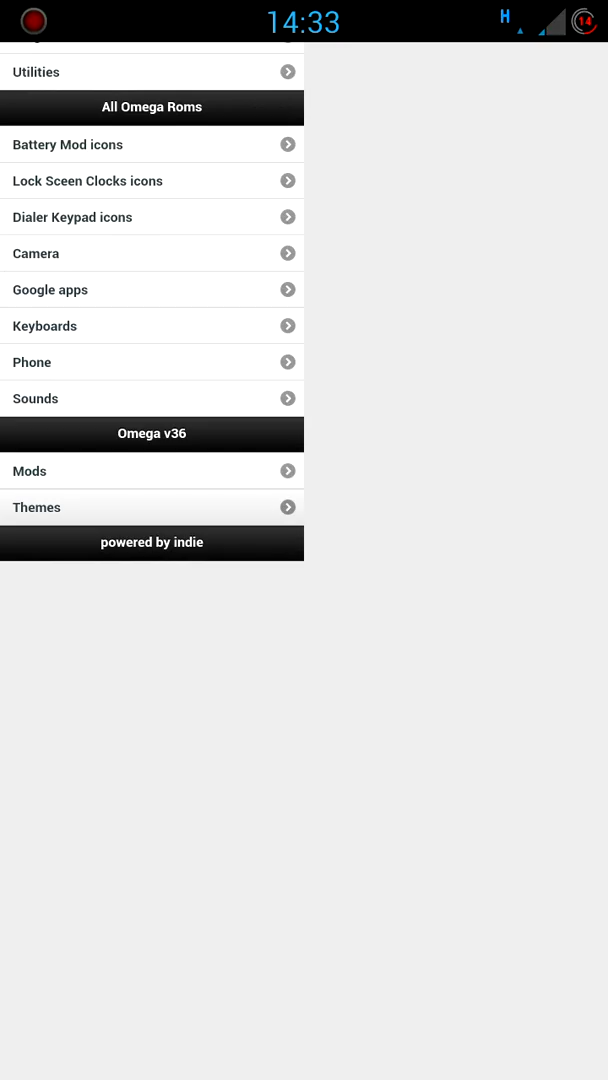 14:33
H
14
Utilities
All Omega Roms
Battery Mod icons
Lock Sceen Clocks icons
Dialer Keypad icons
Camera
Google apps
Keyboards
Phone
Sounds
Omega v36
Mods
Themes
powered by indie